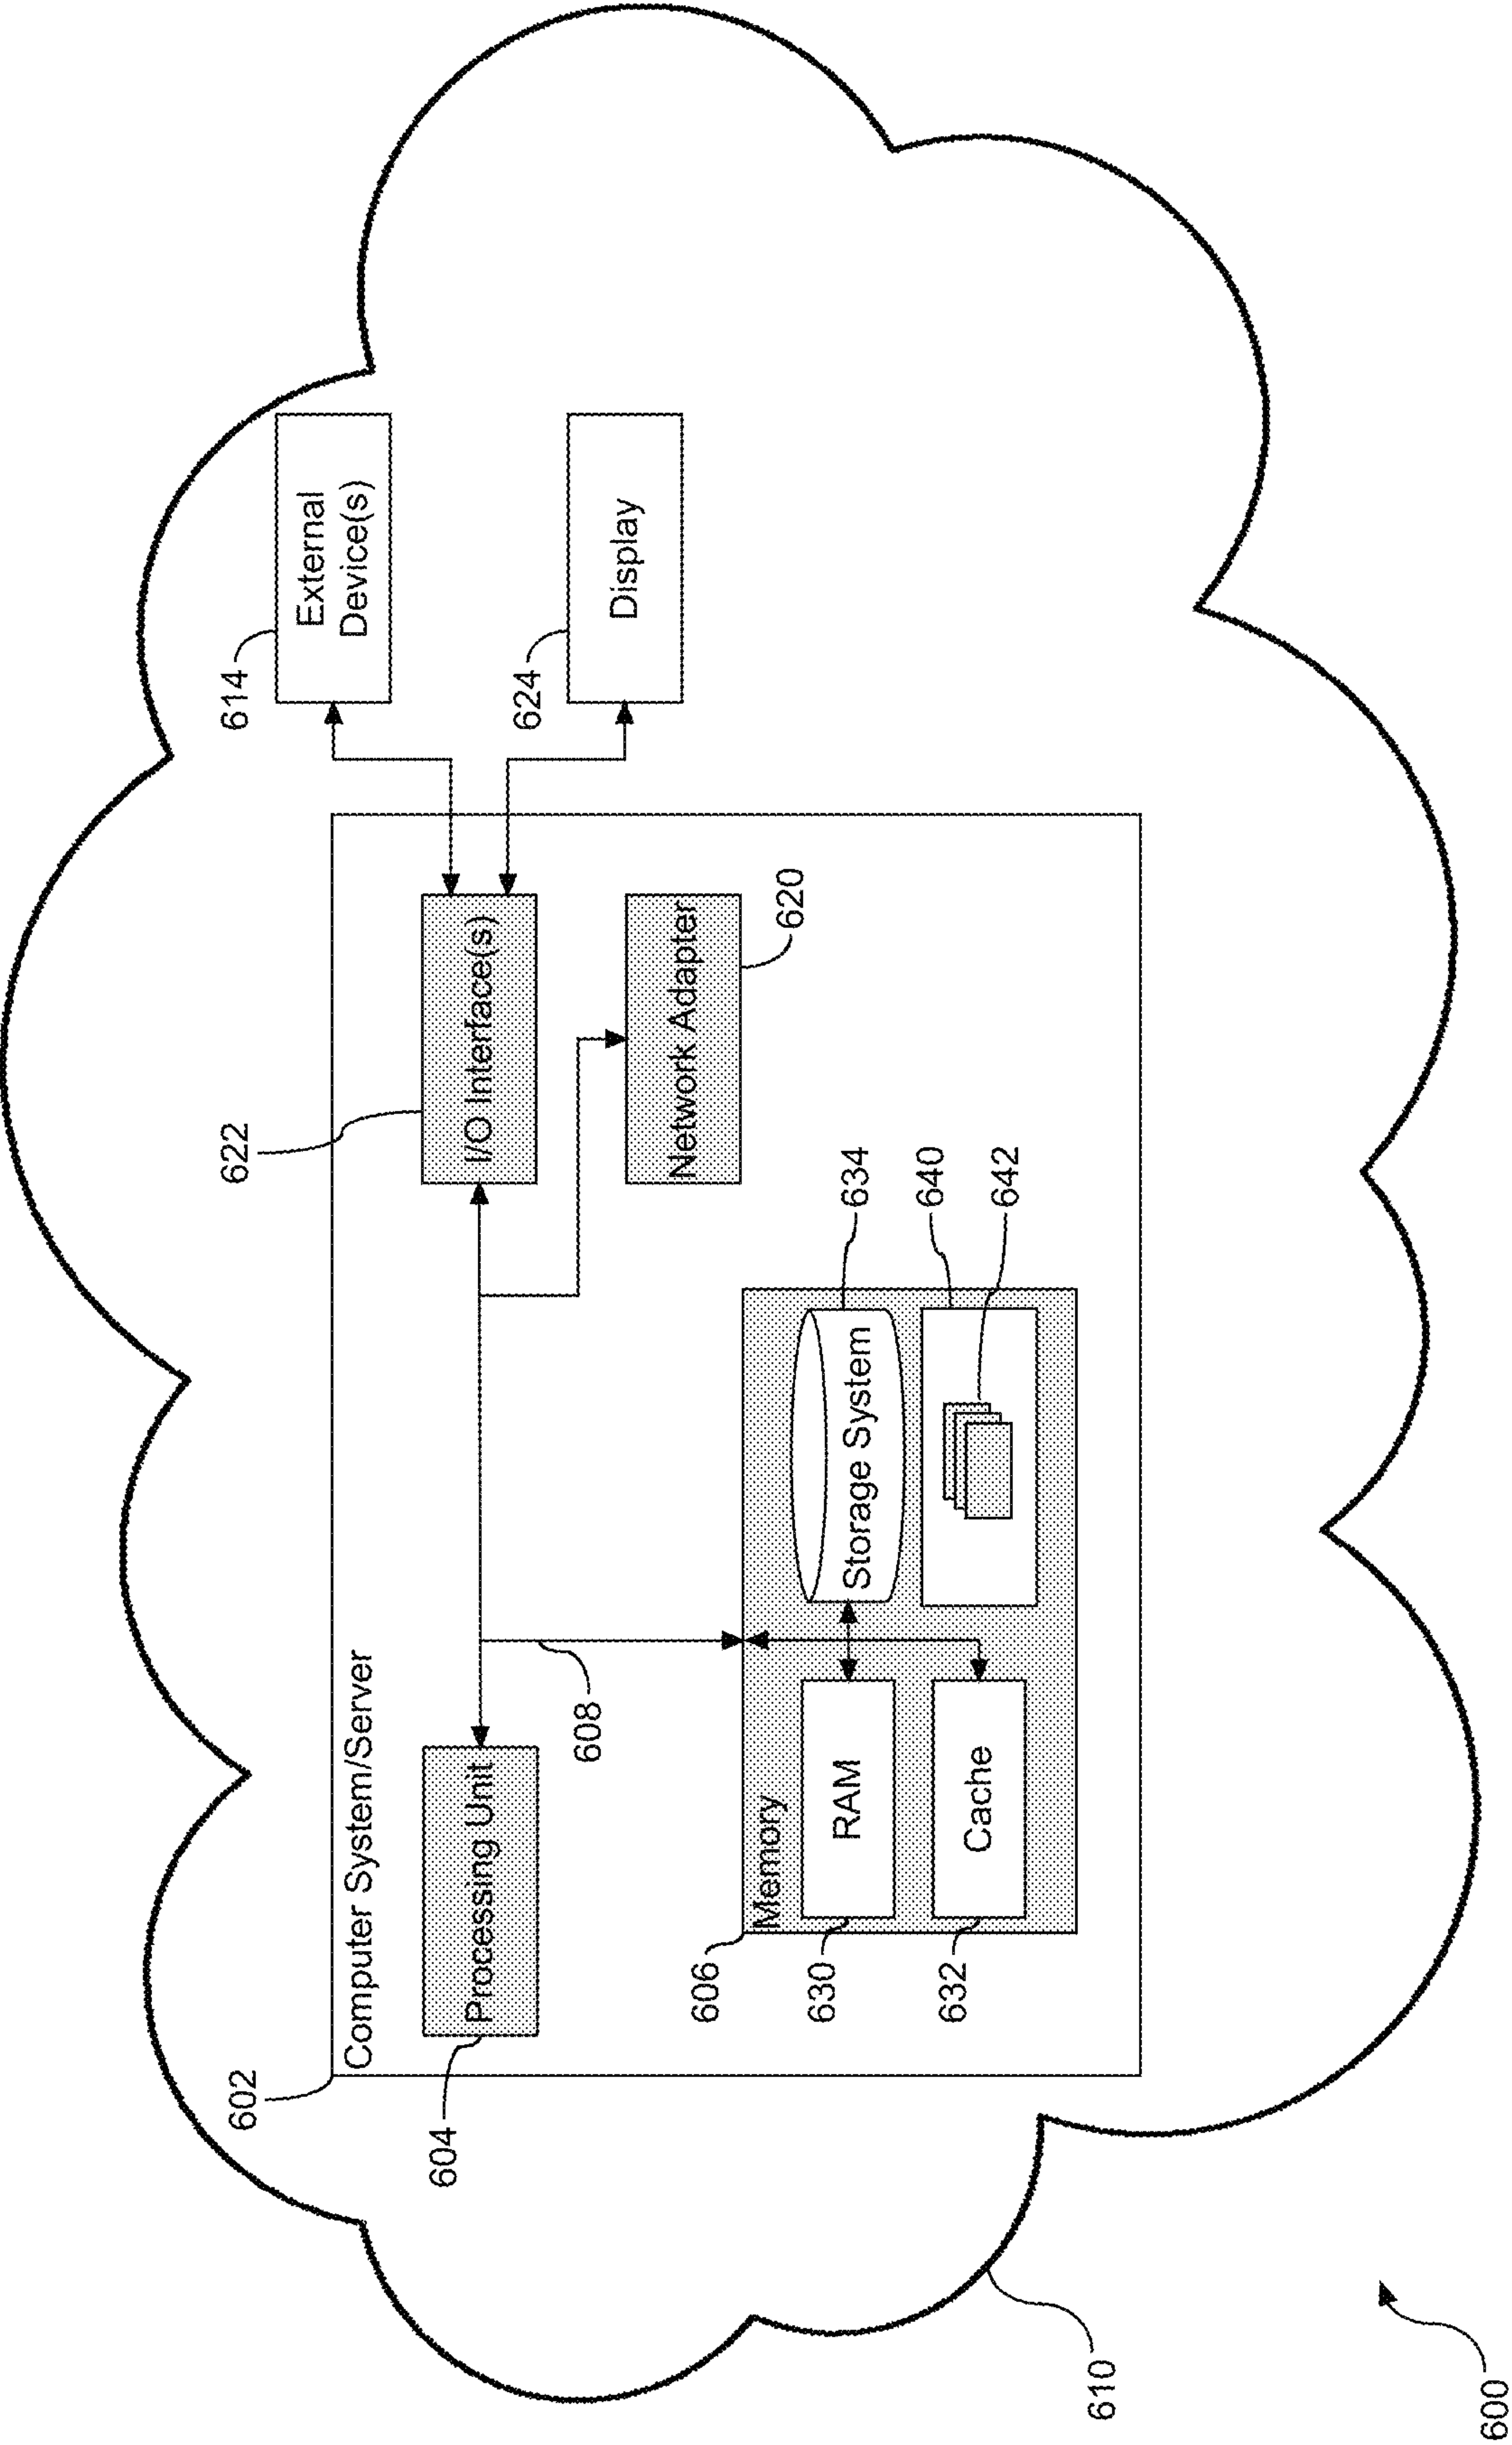 600
610
602
Computer System/Server
604
Processing Unit
608
622
I/O Interface(s)
614
External
Device(s)
624
Display
Network Adapter
620
606
Memory
630
RAM
Storage System
634
632
Cache
640
642